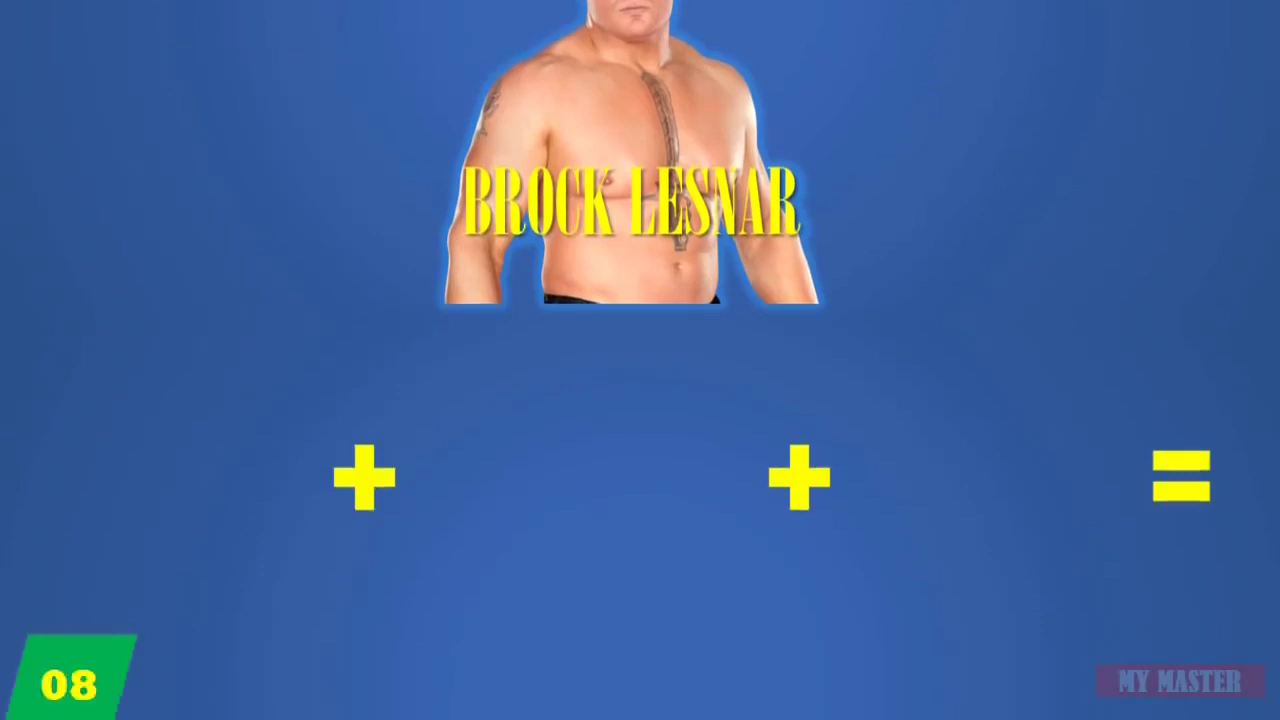 BROCK LESNAR
+ + =
08
MY MASTER